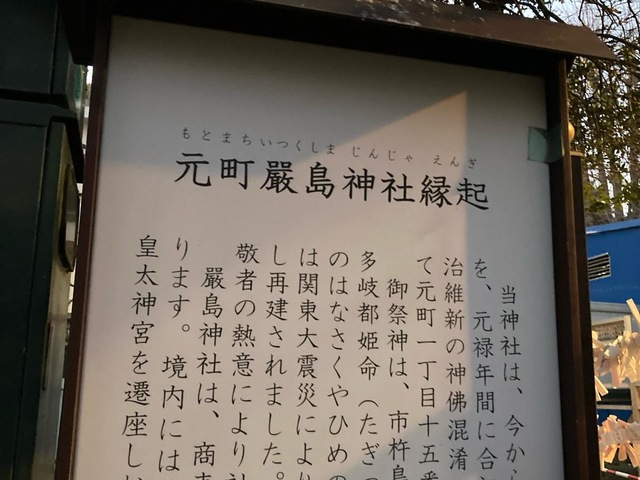 もとまちいつくしま じんじゃ えんぎ
元町嚴島神社縁起
当神社は、今か
を、元禄年間に合
治維新の神佛混淆
て元町一丁目十五番
御祭神は、市杵島
多岐都姫命（たぎつ
のはなさくやひめの
は関東大震災により
し再建されました。
敬者の熱意により社
嚴島神社は、商
ります。境内には
皇太神宮を遷座し